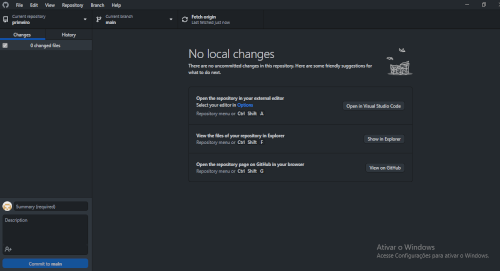 File Edit View Repository Branch Help
Current repository
primeiro
Current branch
main
Fetch origin
Last fetched just now
Changes History
0 changed files
No local changes
There are no uncommitted changes in this repository. Here are some friendly suggestions for
what to do next.
Open the repository in your external editor
Select your editor in Options
Repository menu or Ctrl Shift A
Open in Visual Studio Code
View the files of your repository in Explorer
Repository menu or Ctrl Shift F
Show in Explorer
Open the repository page on GitHub in your browser
Repository menu or Ctrl Shift G
View on GitHub
Summary (required)
Description
Commit to main
Ativar o Windows
Acesse Configurações para ativar o Windows.